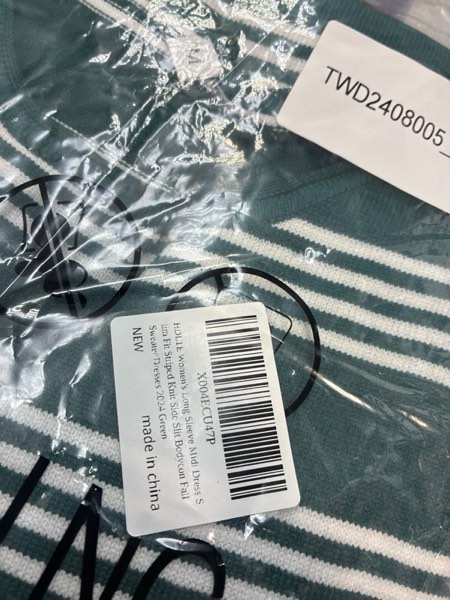 M
TWD2408005_
X004ECU47P
Women's Long Sleeve Midi Dress S
lim Fit Striped Knit Side Slit Bodycon Fall
Sweater Dresses 2024 Green
NEW
made in china